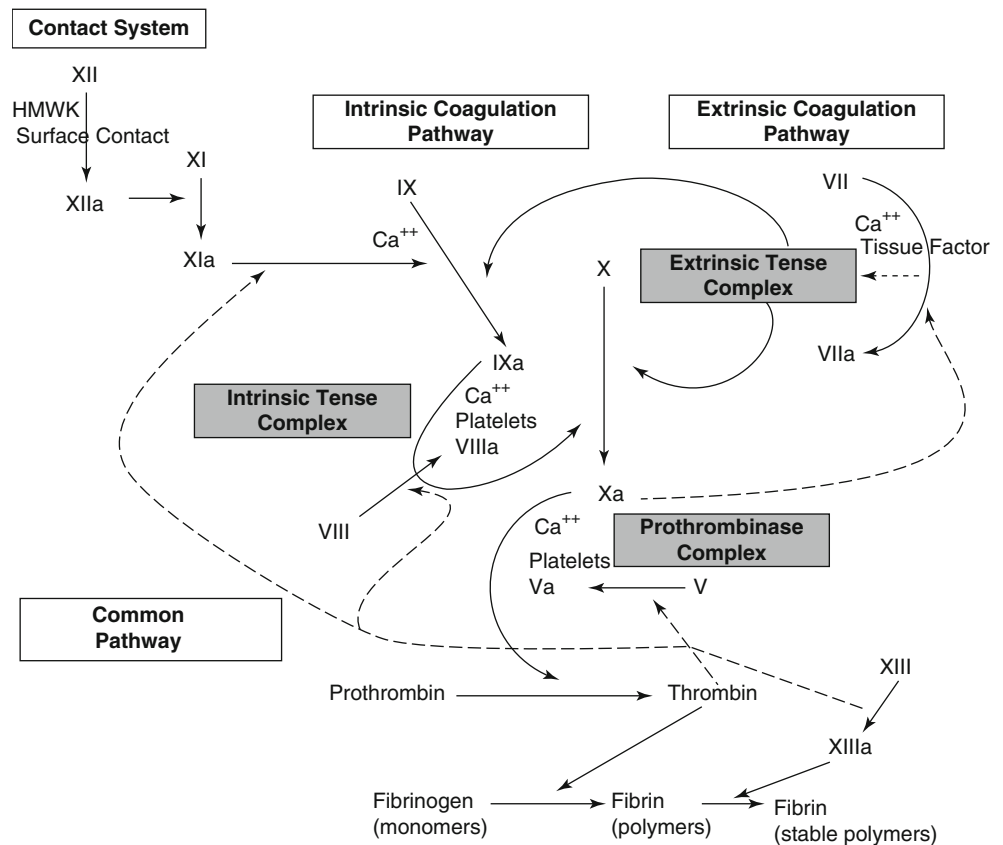 Contact System
XII
HMWK
Surface Contact
XI
XIIa
XIa
Intrinsic Coagulation
Pathway
IX
Ca++
IXa
Ca++
Platelets
VIIIa
Intrinsic Tense
Complex
VIII
Extrinsic Coagulation
Pathway
VII
Ca++
Tissue Factor
Extrinsic Tense
Complex
VIIa
X
Xa
Ca++
Platelets
Va
V
Prothrombinase
Complex
Common
Pathway
Prothrombin
Thrombin
XIII
XIIIa
Fibrinogen
(monomers)
Fibrin
(polymers)
Fibrin
(stable polymers)